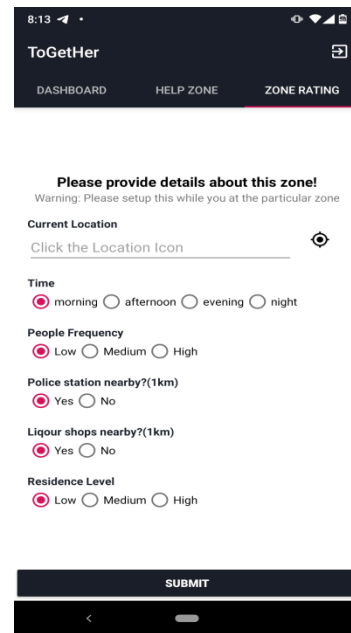 8:13
ToGetHer
DASHBOARD HELP ZONE ZONE RATING
Please provide details about this zone!
Warning: Please setup this while you at the particular zone
Current Location
Click the Location Icon
Time
morning afternoon evening night
People Frequency
Low Medium High
Police station nearby?(1km)
Yes No
Liqour shops nearby?(1km)
Yes No
Residence Level
Low Medium High
SUBMIT